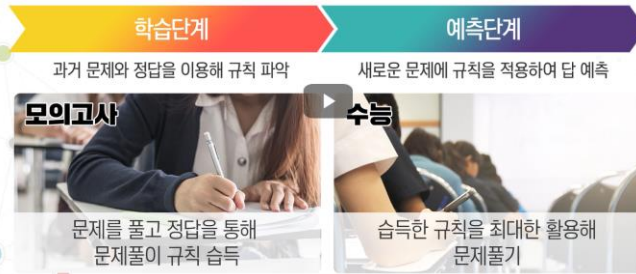 학습단계
예측단계
과거 문제와 정답을 이용해 규칙 파악
새로운 문제에 규칙을 적용하여 답 예측
모의고사
수능
문제를 풀고 정답을 통해
문제풀이 규칙 습득
습득한 규칙을 최대한 활용해
문제풀기